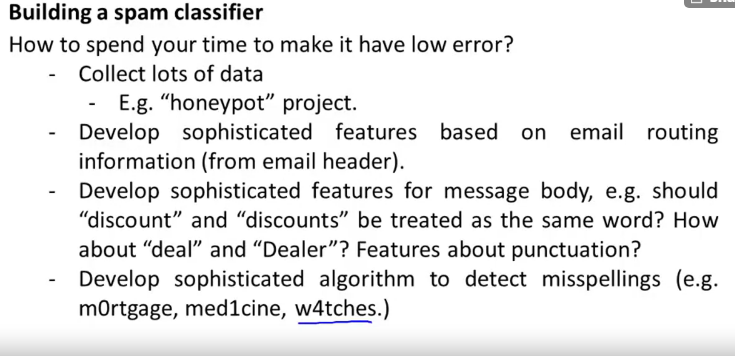 Building a spam classifier
How to spend your time to make it have low error?
- Collect lots of data
- E.g. “honeypot” project.
- Develop sophisticated features based on email routing
information (from email header).
- Develop sophisticated features for message body, e.g. should
“discount” and “discounts” be treated as the same word? How
about “deal” and “Dealer”? Features about punctuation?
- Develop sophisticated algorithm to detect misspellings (e.g.
m0rtgage, med1cine, w4tches.)